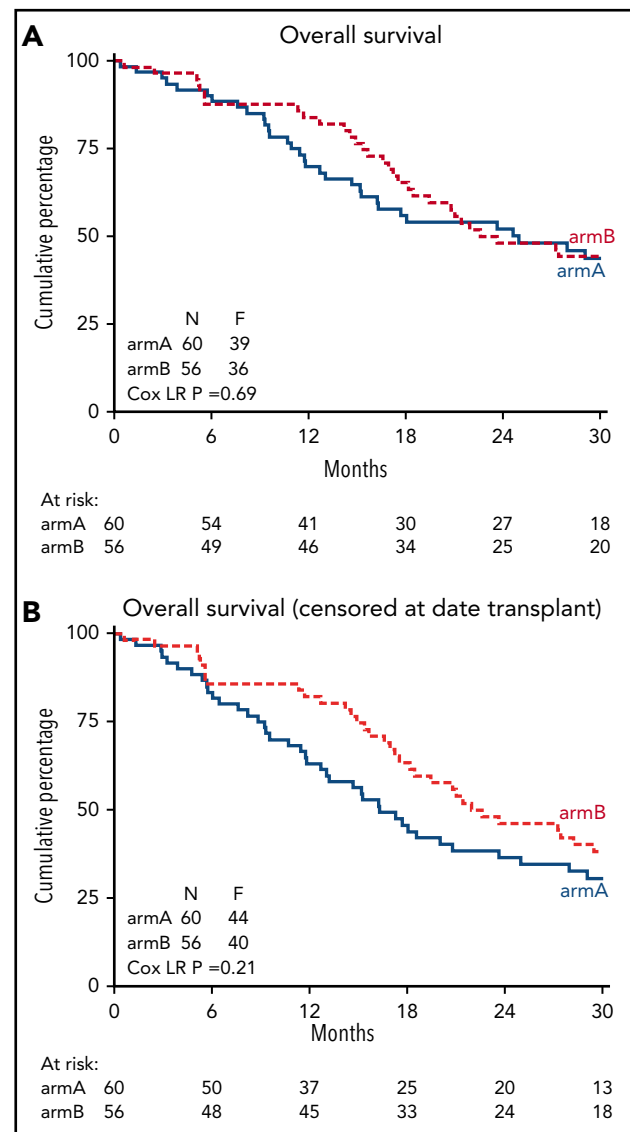 A
Overall survival
100
75
50
25
0
Cumulative percentage
armB
armA
N F
armA 60 39
armB 56 36
Cox LR P =0.69
0 6 12 18 24 30
Months
At risk:
armA 60 54 41 30 27 18
armB 56 49 46 34 25 20
B
Overall survival (censored at date transplant)
100
75
50
25
0
Cumulative percentage
armB
armA
N F
armA 60 44
armB 56 40
Cox LR P =0.21
0 6 12 18 24 30
Months
At risk:
armA 60 50 37 25 20 13
armB 56 48 45 33 24 18